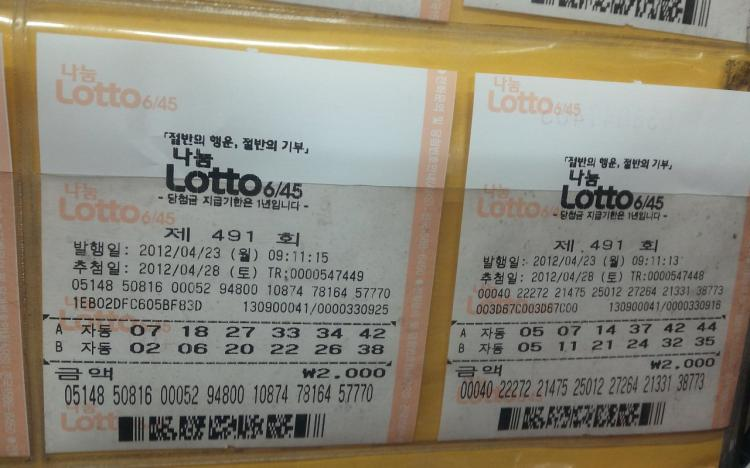 나눔
Lotto 6/45
「절반의 행운, 절반의 기부」
나눔
Lotto 6/45
- 당첨금 지급기한은 1년입니다 -
제 491 회
발행일: 2012/04/23 (월) 09:11:15
추첨일: 2012/04/28 (토) TR:0000547449
05148 50816 00052 94800 10874 78164 57770
1EB02DFC605BF83D 130900041/0000330925
A 자동 07 18 27 33 34 42
B 자동 02 06 20 22 26 38
금액 ₩2.000
05148 50816 00052 94800 10874 78164 57770
나눔
Lotto 6/45
「절반의 행운, 절반의 기부」
나눔
Lotto 6/45
- 당첨금 지급기한은 1년입니다 -
제 491 회
발행일: 2012/04/23 (월) 09:11:13
추첨일: 2012/04/28 (토) TR:0000547448
00040 22272 21475 25012 27264 21331 38773
003D67C003D67C00 130900041/0000330916
A 자동 05 07 14 37 42 44
B 자동 05 11 21 24 32 35
금액 ₩2.000
00040 22272 21475 25012 27264 21331 38773